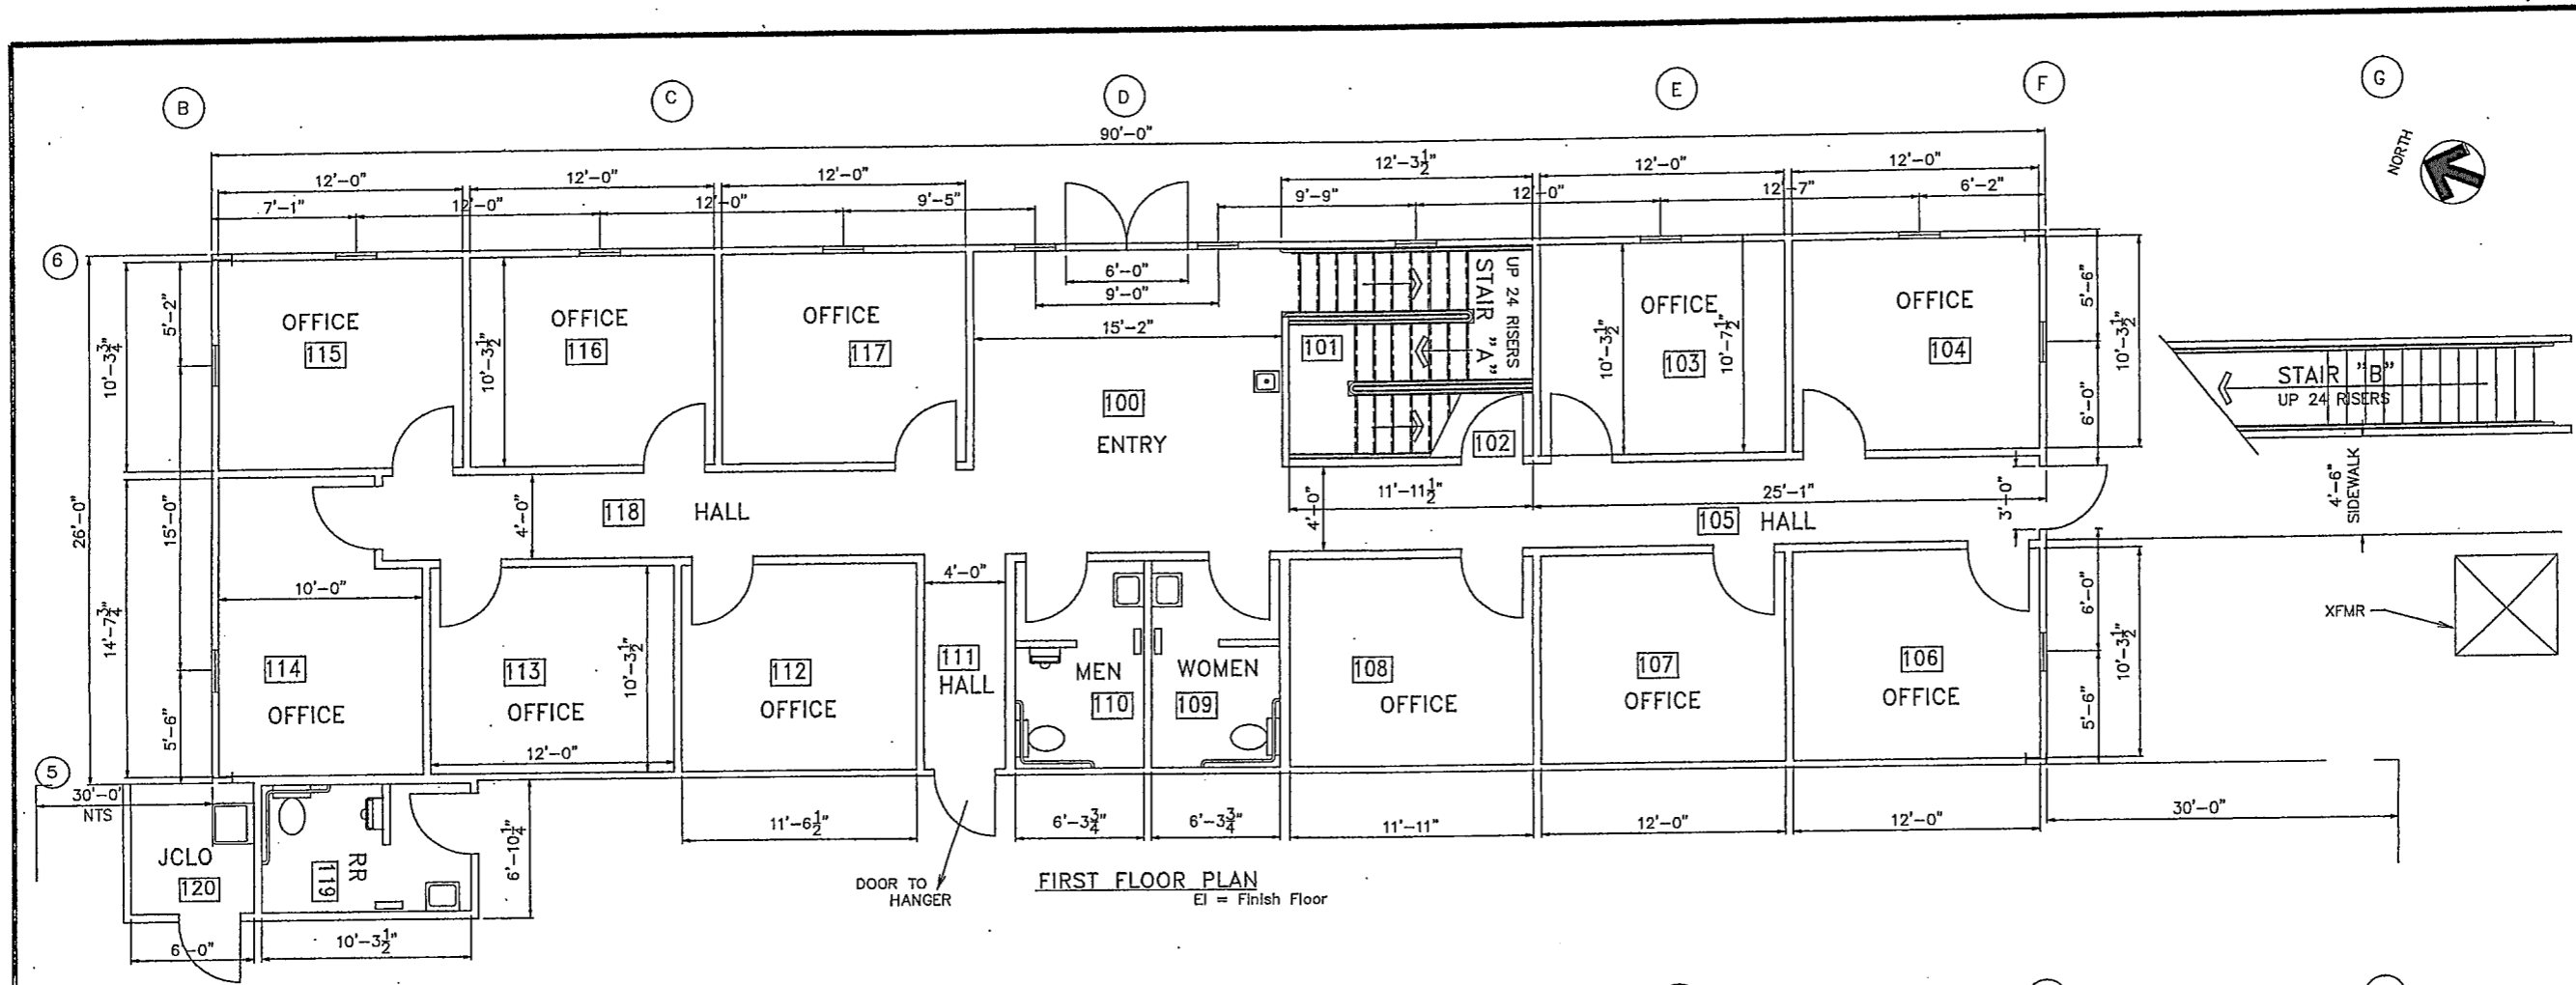 B
C
D
E
F
G
90'-0"
NORTH
12'-0"
12'-0"
12'-0"
12'-3½"
12'-0"
12'-0"
7'-1"
12'-0"
12'-0"
9'-5"
9'-9"
12'-0"
12'-7"
6'-2"
6
6'-0"
9'-0"
15'-2"
26'-0"
10'-3¾"
5'-2"
15'-0"
14'-7¾"
5'-6"
OFFICE
115
OFFICE
116
10'-3½"
OFFICE
117
100
ENTRY
101
STAIR "A"
UP 24 RISERS
102
OFFICE
103
10'-3½"
10'-7½"
OFFICE
104
5'-6"
6'-0"
10'-3½"
STAIR "B"
UP 24 RISERS
4'-6"
SIDEWALK
4'-0"
118
HALL
4'-0"
11'-11½"
25'-1"
3'-0"
105
HALL
10'-0"
114
OFFICE
113
OFFICE
10'-3½"
12'-0"
112
OFFICE
4'-0"
111
HALL
MEN
110
WOMEN
109
108
OFFICE
107
OFFICE
106
OFFICE
6'-0"
5'-6"
10'-3½"
XFMR
5
30'-0'
NTS
JCLO
120
119
RR
6'-10¼"
11'-6½"
6'-3¾"
6'-3¾"
11'-11"
12'-0"
12'-0"
30'-0"
DOOR TO
HANGER
FIRST FLOOR PLAN
El = Finish Floor
6'-0"
10'-3½"